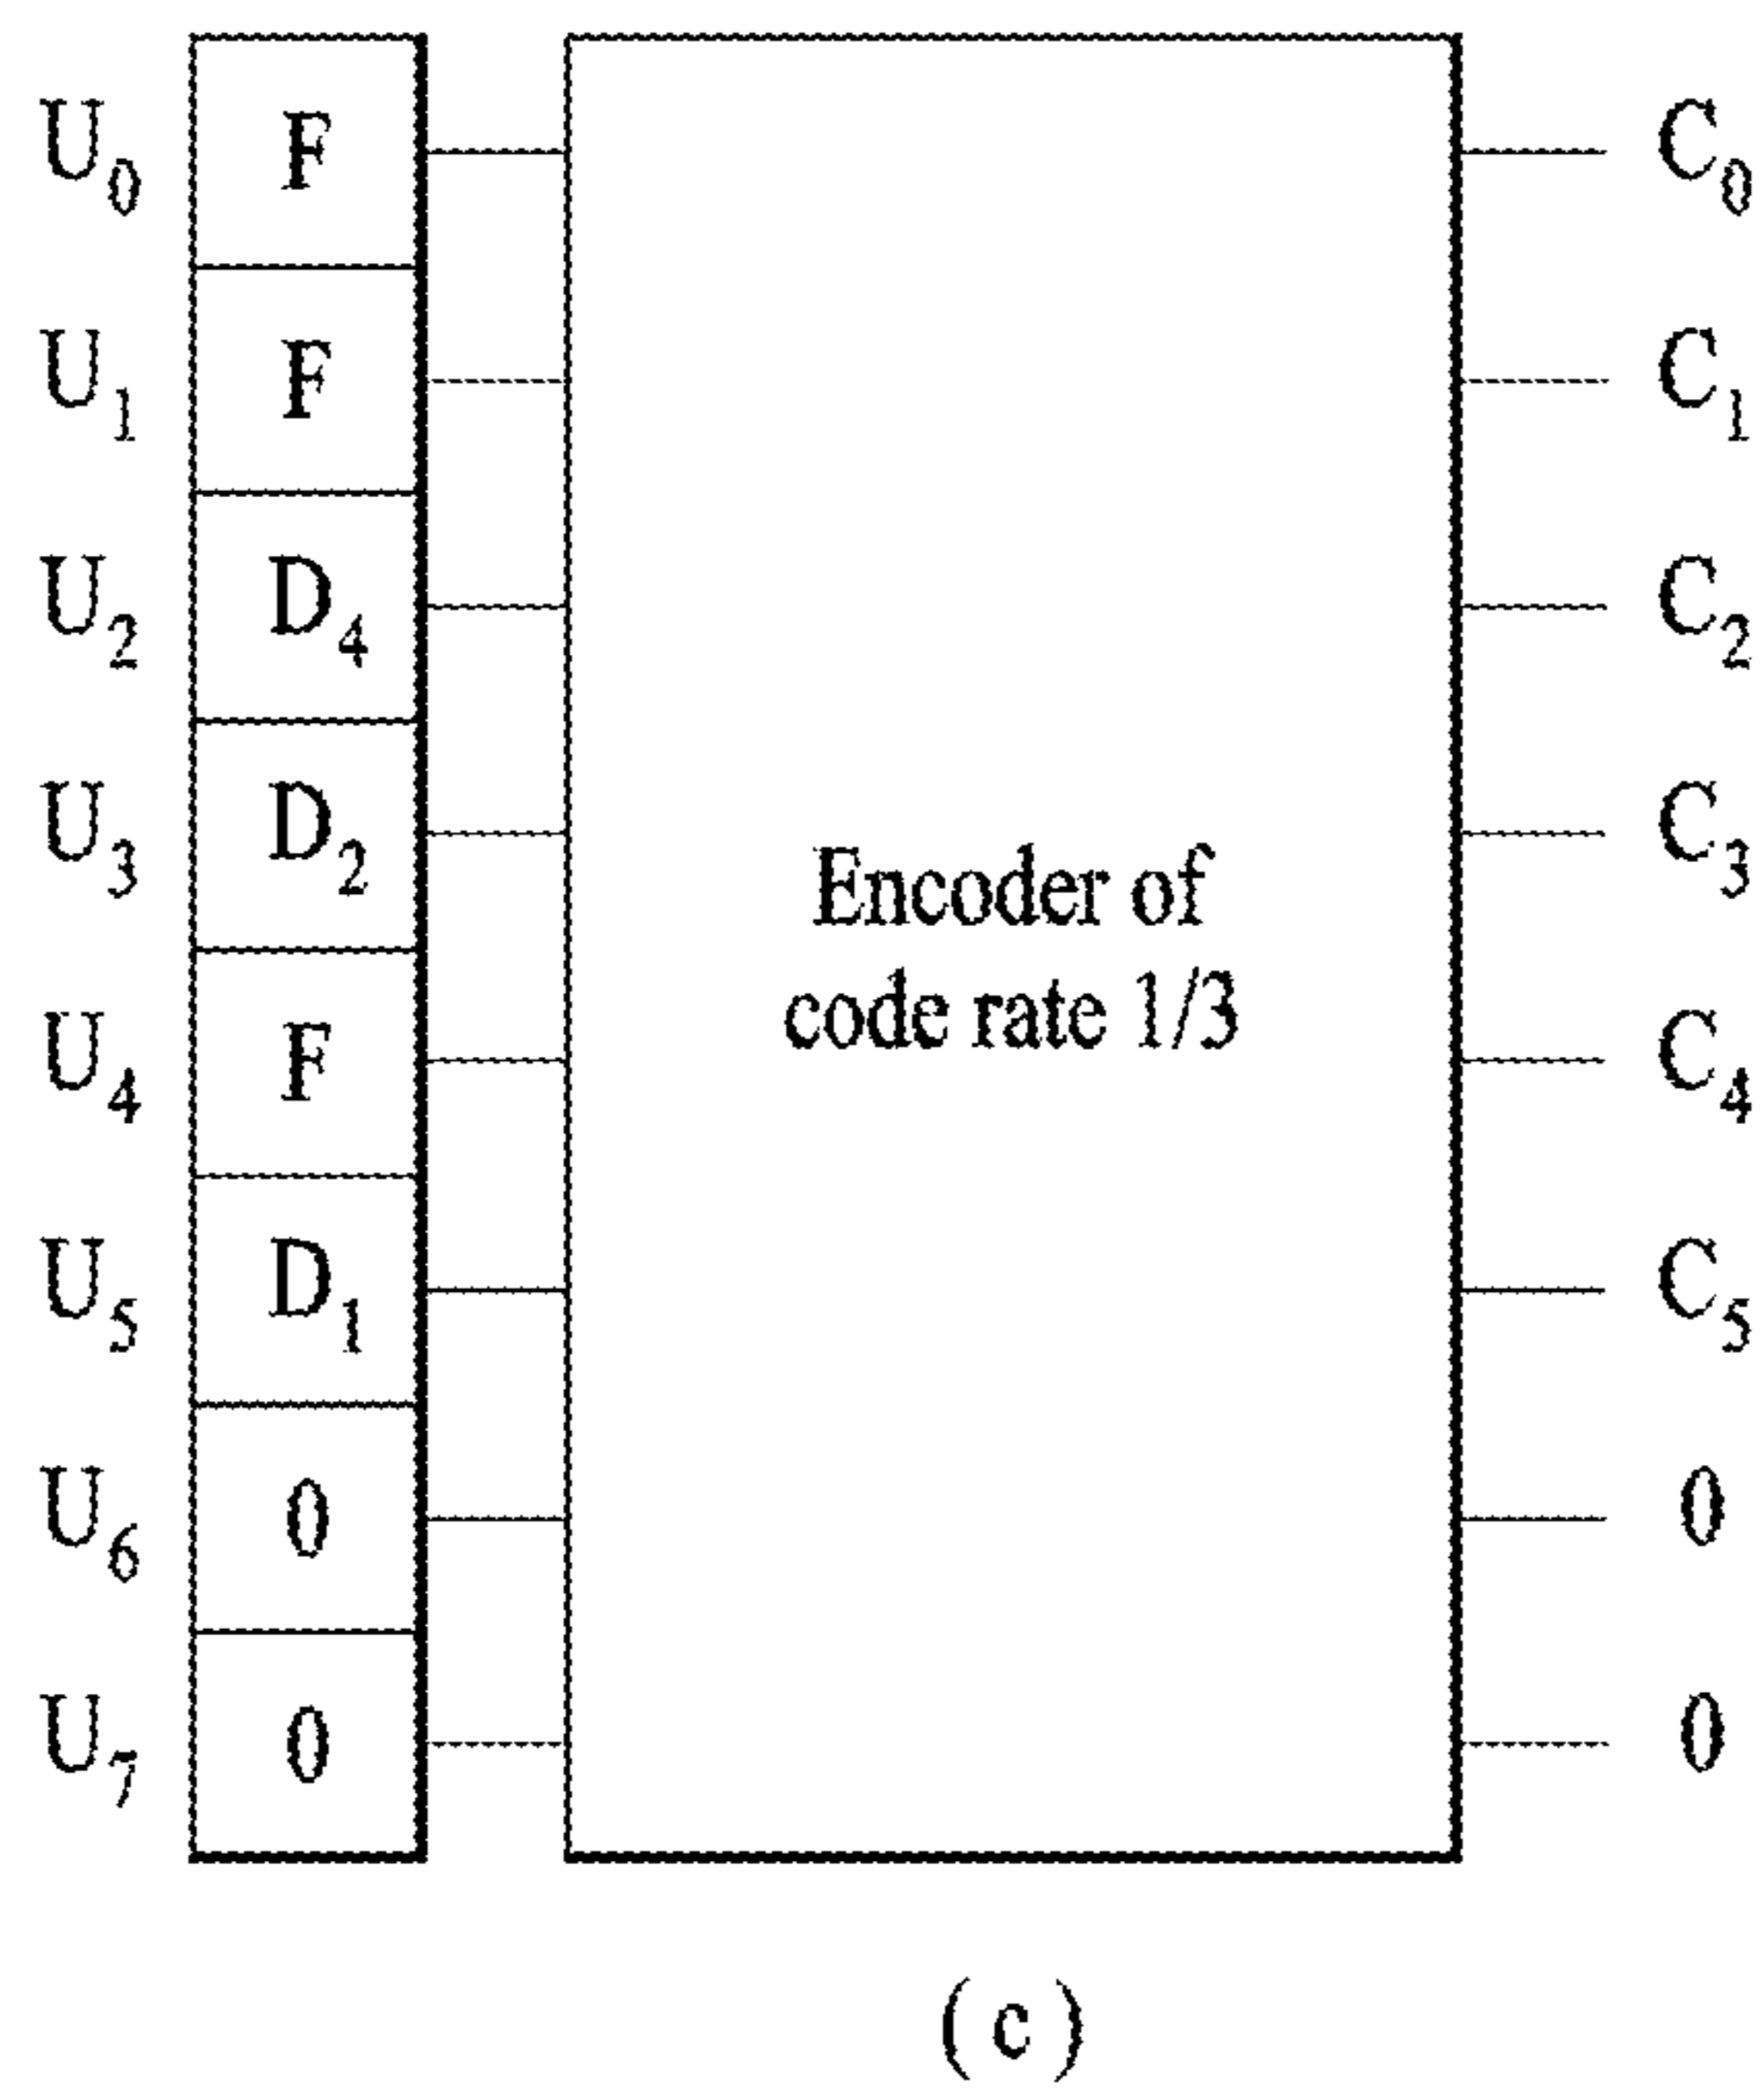 U0 F C0
U1 F C1
U2 D4 C2
U3 D2 C3
Encoder of
code rate 1/3
U4 F C4
U5 D1 C5
U6 0 0
U7 0 0
( c )